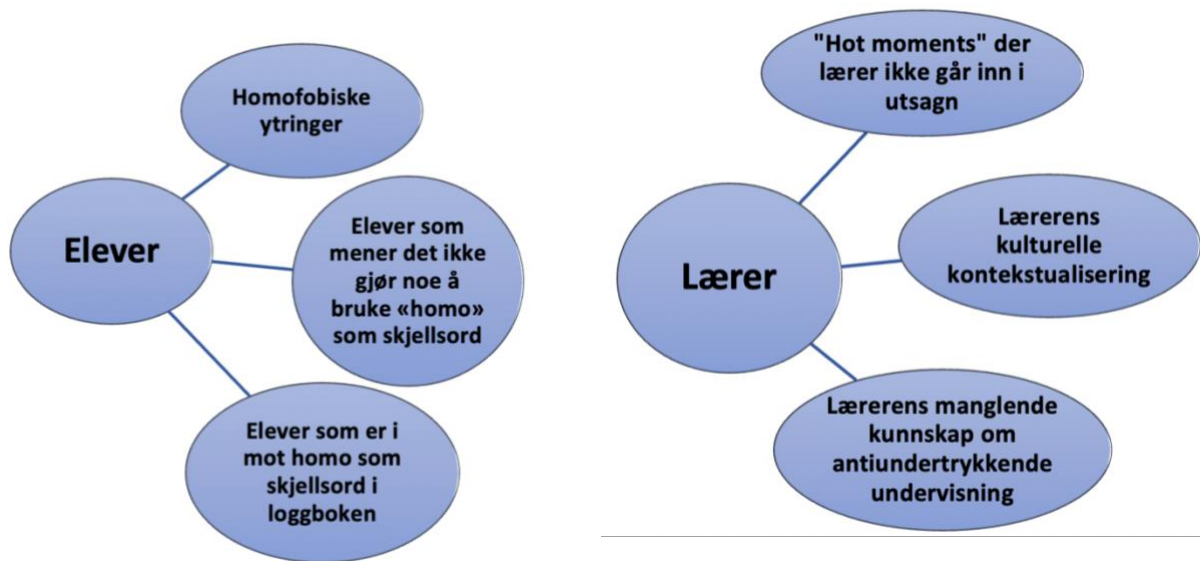 Homofobiske
ytringer
Elever
Elever som
mener det ikke
gjør noe å
bruke «homo»
som skjellsord
Elever som er i
mot homo som
skjellsord i
loggboken
"Hot moments" der
lærer ikke går inn i
utsagn
Lærer
Lærerens
kulturelle
kontekstualisering
Lærerens manglende
kunnskap om
antiundertrykkende
undervisning